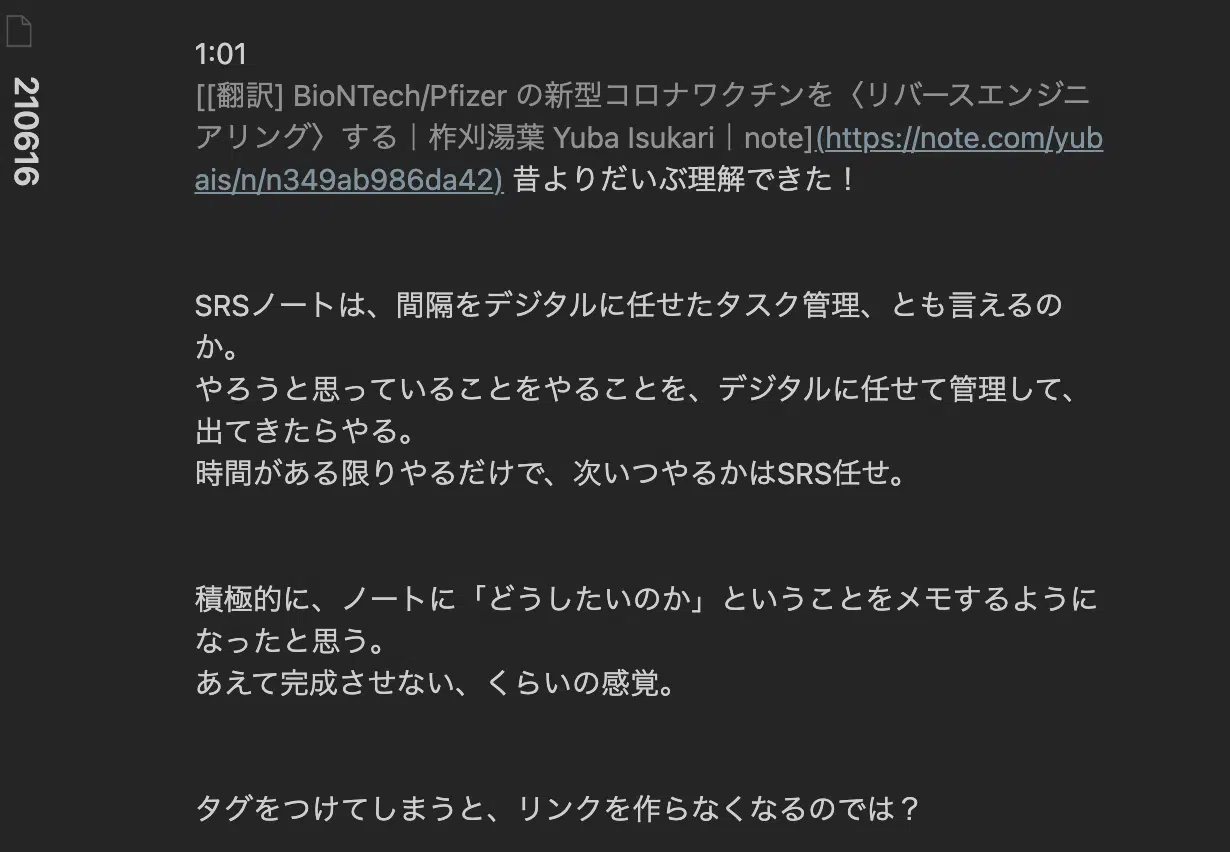 210616
1:01
[[翻訳] BioNTech/Pfizer の新型コロナワクチンを〈リバースエンジニ
アリング〉する｜柞刈湯葉 Yuba Isukari｜note](https://note.com/yub
ais/n/n349ab986da42) 昔よりだいぶ理解できた！
SRSノートは、間隔をデジタルに任せたタスク管理、とも言えるの
か。
やろうと思っていることをやることを、デジタルに任せて管理して、
出てきたらやる。
時間がある限りやるだけで、次いつやるかはSRS任せ。
積極的に、ノートに「どうしたいのか」ということをメモするように
なったと思う。
あえて完成させない、くらいの感覚。
タグをつけてしまうと、リンクを作らなくなるのでは？